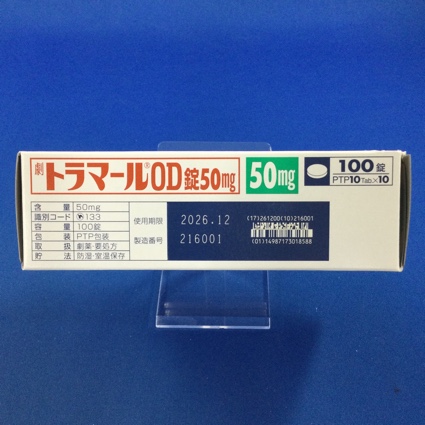 劇 トラマール®OD錠50mg
50mg
100錠
PTP10Tab.×10
含量 50mg
識別コード 133
容量 100錠
包装 PTP包装
取扱 劇薬・要処方
貯法 防湿・室温保存
使用期限 2026.12
製造番号 216001
(17)261200(10)216001
(01)14987173018588